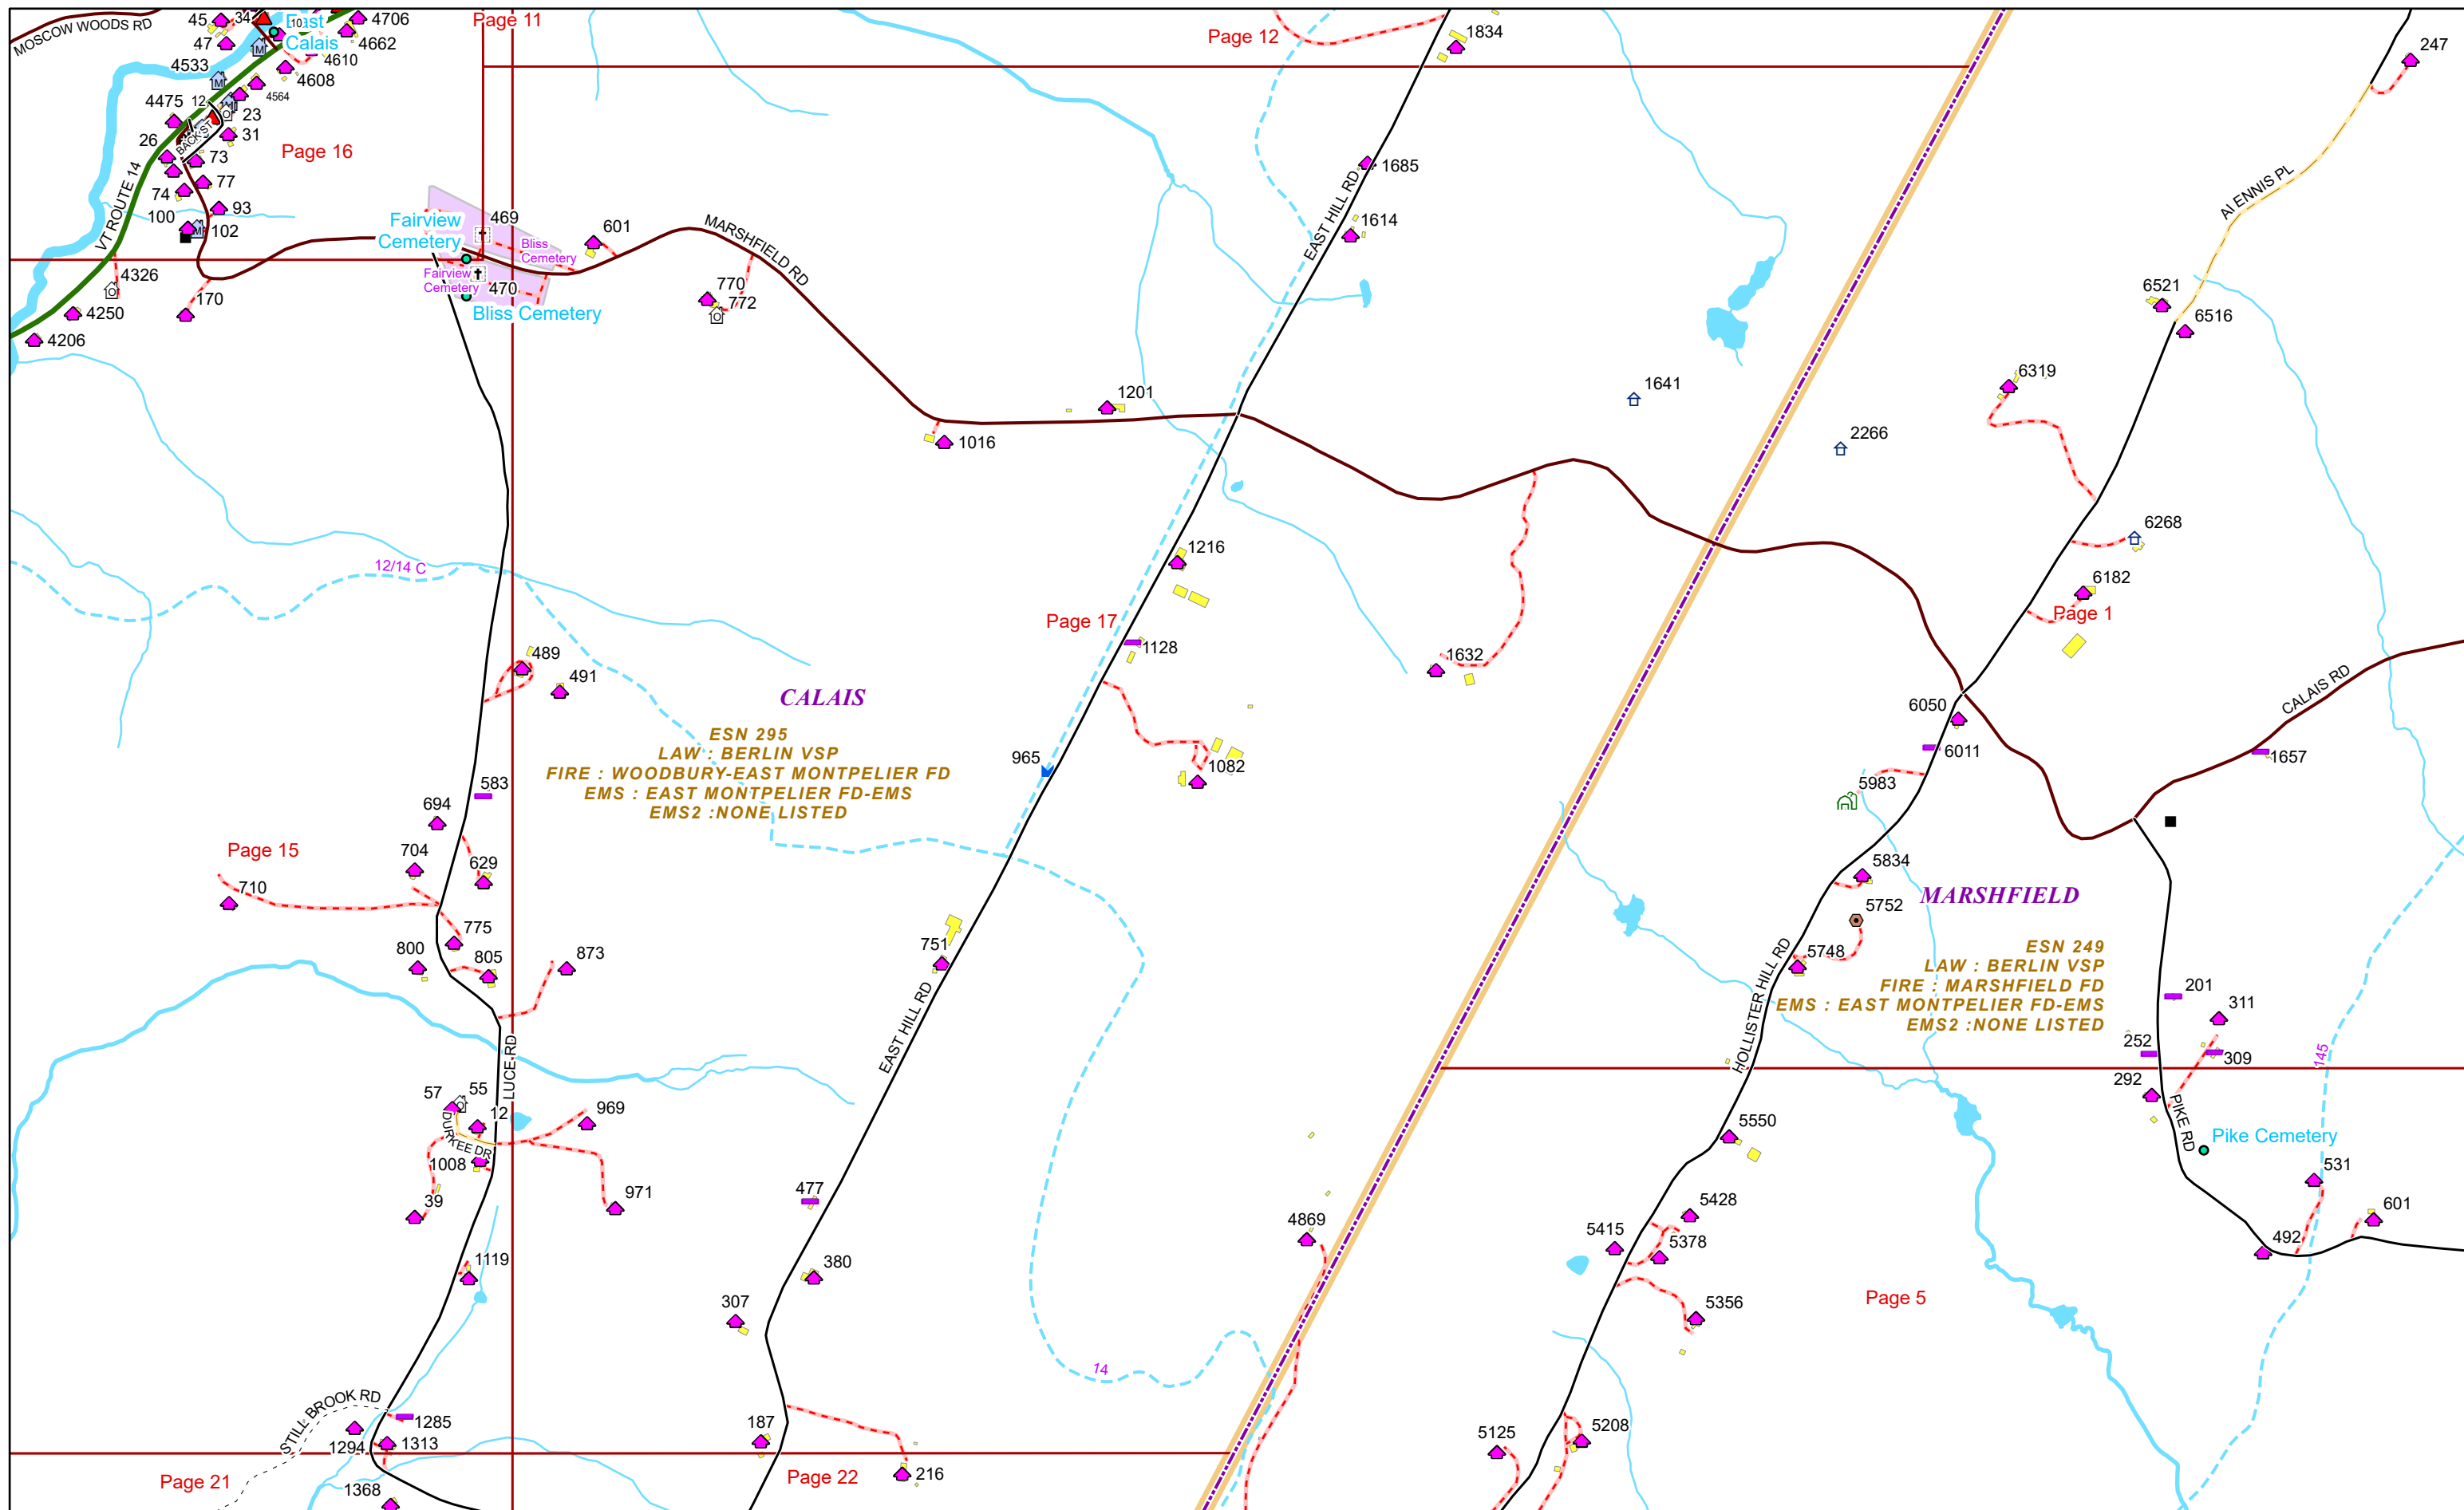 MOSCOW WOODS RD
45
34
10
East
Calais
4706
4662
47
4610
4533
4608
4564
4475
12
23
26
BACK ST
31
73
Page 16
VT ROUTE 14
74
77
93
100
102
4326
170
4250
4206
Page 11
Page 12
1834
247
1685
EAST HILL RD
1614
AI ENNIS PL
Fairview
Cemetery
469
Bliss
Cemetery
601
MARSHFIELD RD
Fairview
Cemetery
470
Bliss Cemetery
770
772
6521
6516
6319
1641
1201
1016
2266
6268
12/14 C
1216
6182
Page 1
Page 17
1128
1632
489
491
CALAIS
CALAIS RD
6050
6011
1657
ESN 295
LAW : BERLIN VSP
FIRE : WOODBURY-EAST MONTPELIER FD
EMS : EAST MONTPELIER FD-EMS
EMS2 :NONE LISTED
965
1082
5983
583
694
Page 15
704
629
710
5834
MARSHFIELD
5752
775
751
800
805
873
5748
HOLLISTER HILL RD
ESN 249
LAW : BERLIN VSP
FIRE : MARSHFIELD FD
EMS : EAST MONTPELIER FD-EMS
EMS2 :NONE LISTED
201
311
252
309
145
EAST HILL RD
LUCE RD
57
55
12
DURKEE DR
969
292
PIKE RD
Pike Cemetery
5550
1008
39
971
477
531
601
492
5428
4869
5415
5378
1119
380
307
5356
Page 5
14
STILL BROOK RD
1285
1294
1313
187
5208
5125
Page 21
Page 22
216
1368